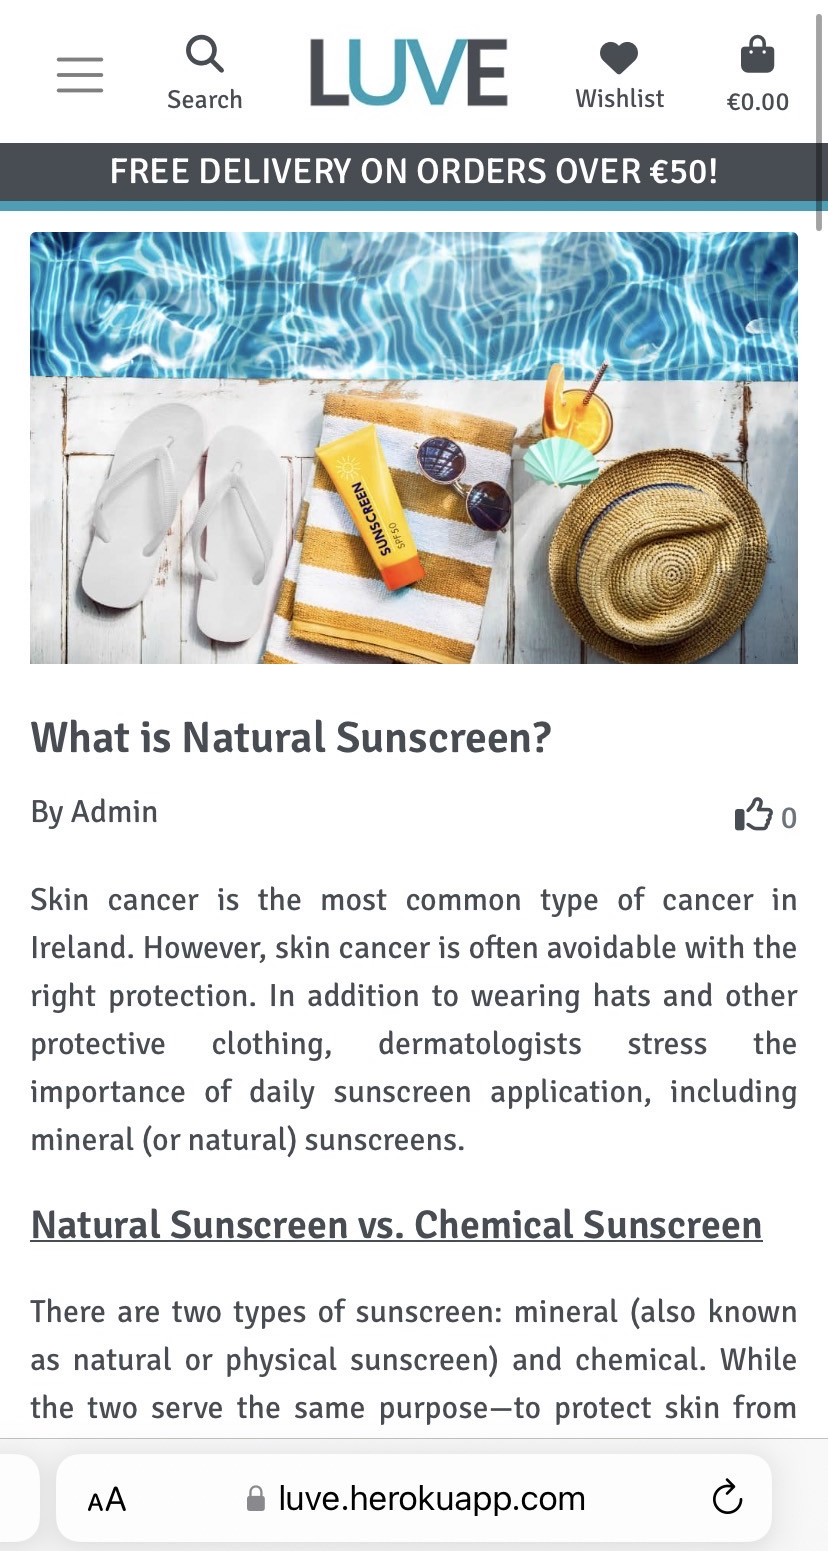 LUVE
Search
Wishlist
€0.00
FREE DELIVERY ON ORDERS OVER €50!
SUNSCREEN
SPF50
What is Natural Sunscreen?
By Admin
0
Skin cancer is the most common type of cancer in
Ireland. However, skin cancer is often avoidable with the
right protection. In addition to wearing hats and other
protective clothing, dermatologists stress the
importance of daily sunscreen application, including
mineral (or natural) sunscreens.
Natural Sunscreen vs. Chemical Sunscreen
There are two types of sunscreen: mineral (also known
as natural or physical sunscreen) and chemical. While
the two serve the same purpose—to protect skin from
AA
luve.herokuapp.com